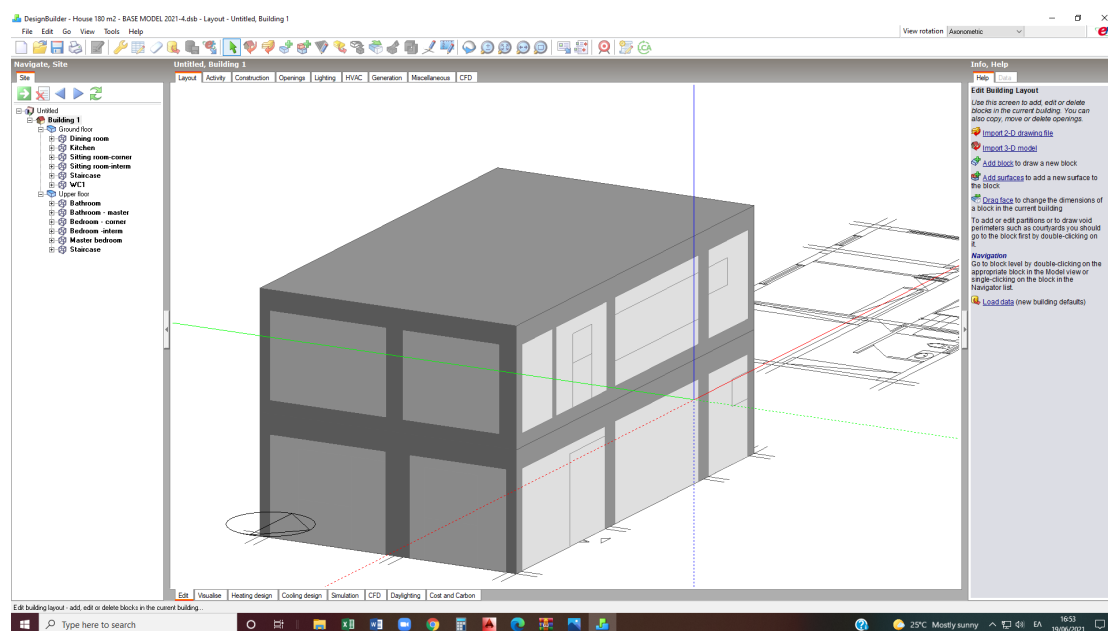 DesignBuilder - House 180 m2 - BASE MODEL 2021-4.dsb - Layout - Untitled, Building 1
File Edit Go View Tools Help
View rotation Axonometric
Navigate, Site
Site
Untitled
Building 1
Ground floor
Dining room
Kitchen
Sitting room-corner
Sitting room-interm
Staircase
WC1
Upper floor
Bathroom
Bathroom - master
Bedroom - corner
Bedroom -interm
Master bedroom
Staircase
Untitled, Building 1
Layout Activity Construction Openings Lighting HVAC Generation Miscellaneous CFD
Info, Help
Help Data
Edit Building Layout
Use this screen to add, edit or delete
blocks in the current building. You can
also copy, move or delete openings.
Import 2-D drawing file
Import 3-D model
Add block to draw a new block
Add surfaces to add a new surface to
the block
Drag face to change the dimensions of
a block in the current building
To add or edit partitions or to draw void
perimeters such as courtyards you should
go to the block first by double-clicking on
it.
Navigation
Go to block level by double-clicking on the
appropriate block in the Model view or
single-clicking on the block in the
Navigator list.
Load data (new building defaults)
Edit Visualise Heating design Cooling design Simulation CFD Daylighting Cost and Carbon
Edit building layout - add, edit or delete blocks in the current building...
Type here to search
25°C Mostly sunny
ΕΛ
16:53
19/06/2021